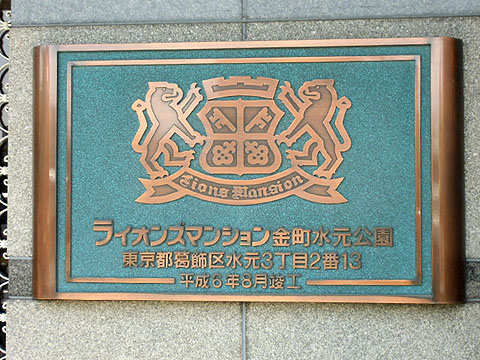 Lions Mansion
ライオンズマンション金町水元公園
東京都葛飾区水元3丁目2番13
平成6年8月竣工